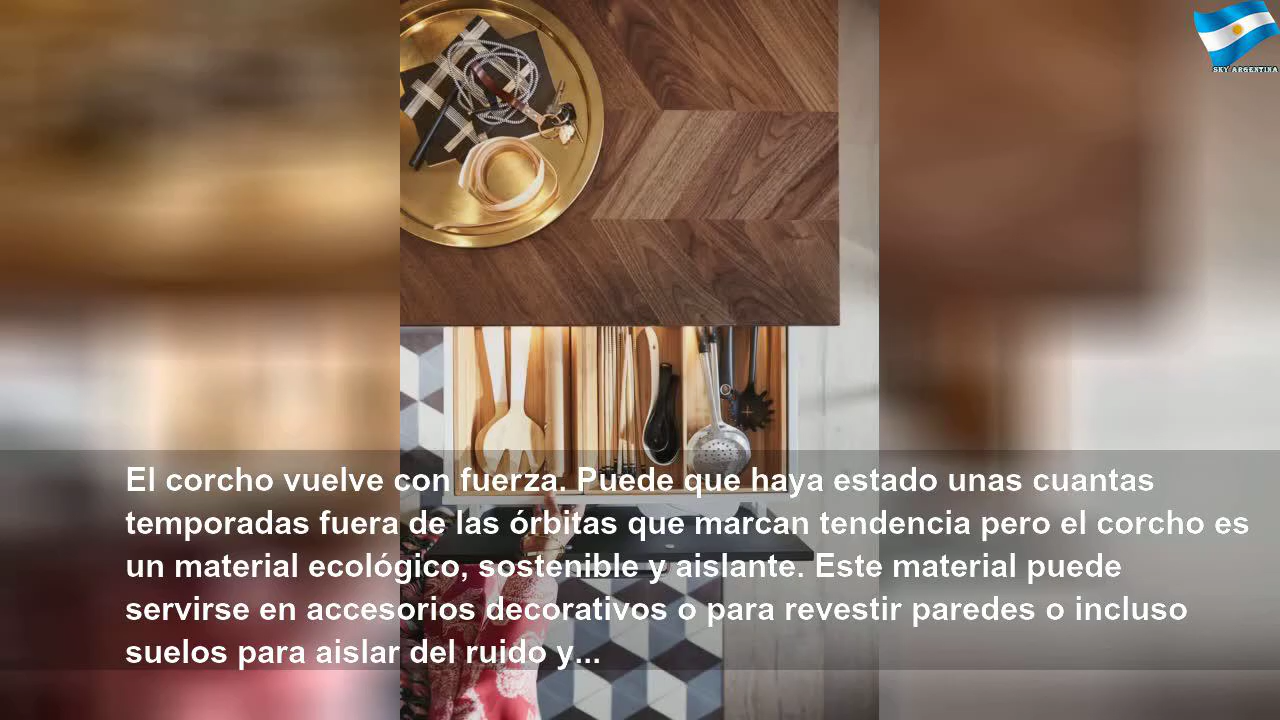 SKY ARGENTINA
El corcho vuelve con fuerza. Puede que haya estado unas cuantas
temporadas fuera de las órbitas que marcan tendencia pero el corcho es
un material ecológico, sostenible y aislante. Este material puede
servirse en accesorios decorativos o para revestir paredes o incluso
suelos para aislar del ruido y...